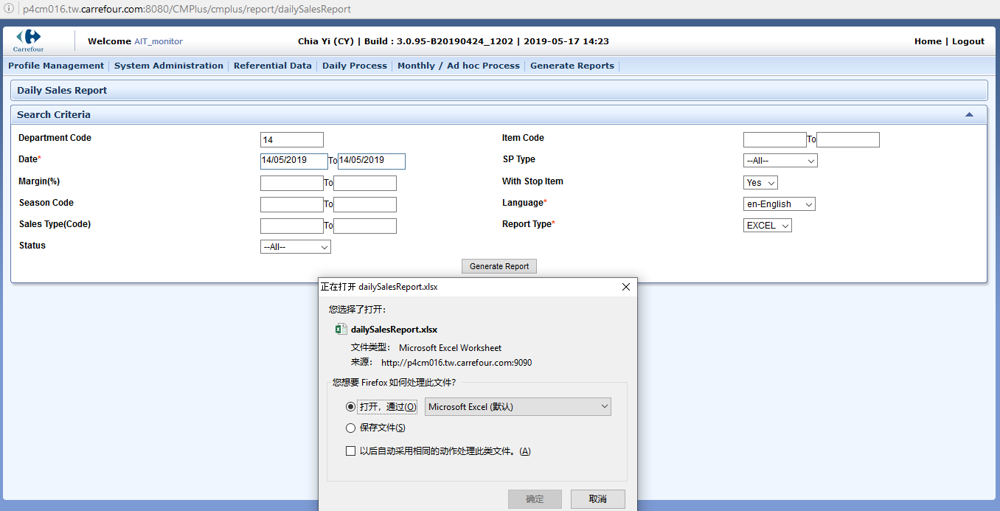 p4cm016.tw.carrefour.com:8080/CMPlus/cmplus/report/dailySalesReport
Carrefour
Welcome AIT_monitor
Chia Yi (CY) | Build : 3.0.95-B20190424_1202 | 2019-05-17 14:23
Home | Logout
Profile Management
System Administration
Referential Data
Daily Process
Monthly / Ad hoc Process
Generate Reports
Daily Sales Report
Search Criteria
Department Code 14 Item Code To
Date* 14/05/2019 To 14/05/2019 SP Type --All--
Margin(%) To With Stop Item Yes
Season Code To Language* en-English
Sales Type(Code) To Report Type* EXCEL
Status --All--
Generate Report
正在打开 dailySalesReport.xlsx
您选择了打开:
dailySalesReport.xlsx
文件类型: Microsoft Excel Worksheet
来源: http://p4cm016.tw.carrefour.com:9090
您想要 Firefox 如何处理此文件?
打开，通过(O) Microsoft Excel (默认)
保存文件(S)
以后自动采用相同的动作处理此类文件。(A)
确定 取消